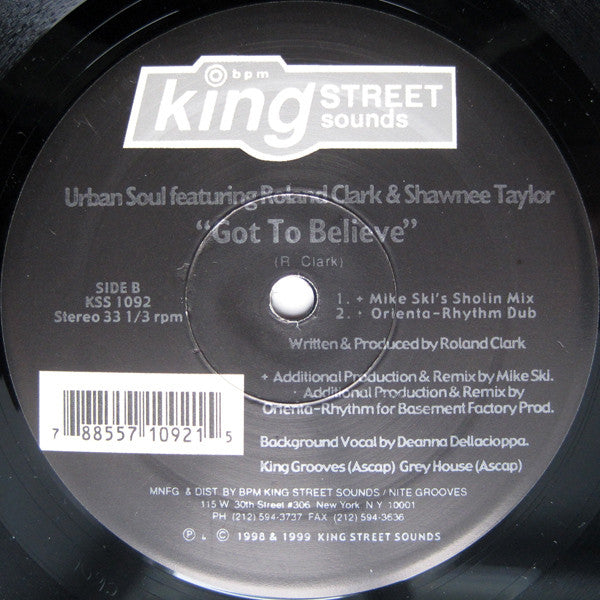 bpm
king STREET
sounds
Urban Soul featuring Roland Clark & Shawnee Taylor
“Got To Believe”
(R. Clark)
SIDE B
KSS 1092
Stereo 33 1/3 rpm
1. + Mike Ski's Sholin Mix
2. • Orienta-Rhythm Dub
Written & Produced by Roland Clark
+ Additional Production & Remix by Mike Ski.
• Additional Production & Remix by
Orienta-Rhythm for Basement Factory Prod.
Background Vocal by Deanna Dellacioppa.
King Grooves (Ascap) Grey House (Ascap)
7 88557 10921 5
MNFG & DIST. BY BPM KING STREET SOUNDS / NITE GROOVES
115 W 30th Street #306, New York, N Y 10001
PH (212) 594-3737 FAX (212) 594-3636
℗ & © 1998 & 1999 KING STREET SOUNDS